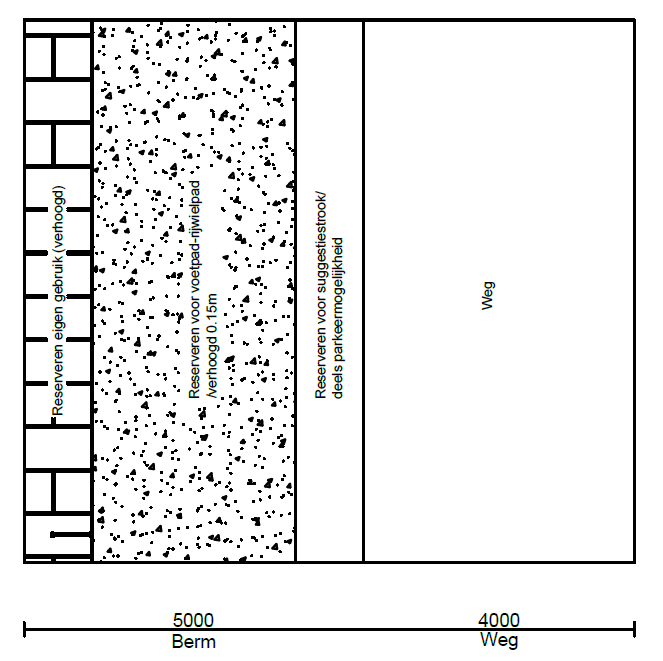 Reserveren eigen gebruik (verhoogd)
Reserveren voor voetpad-rijwielpad
/verhoogd 0.15m
Reserveren voor suggestiestrook/
deels parkeermogelijkheid
Weg
5000
Berm
4000
Weg